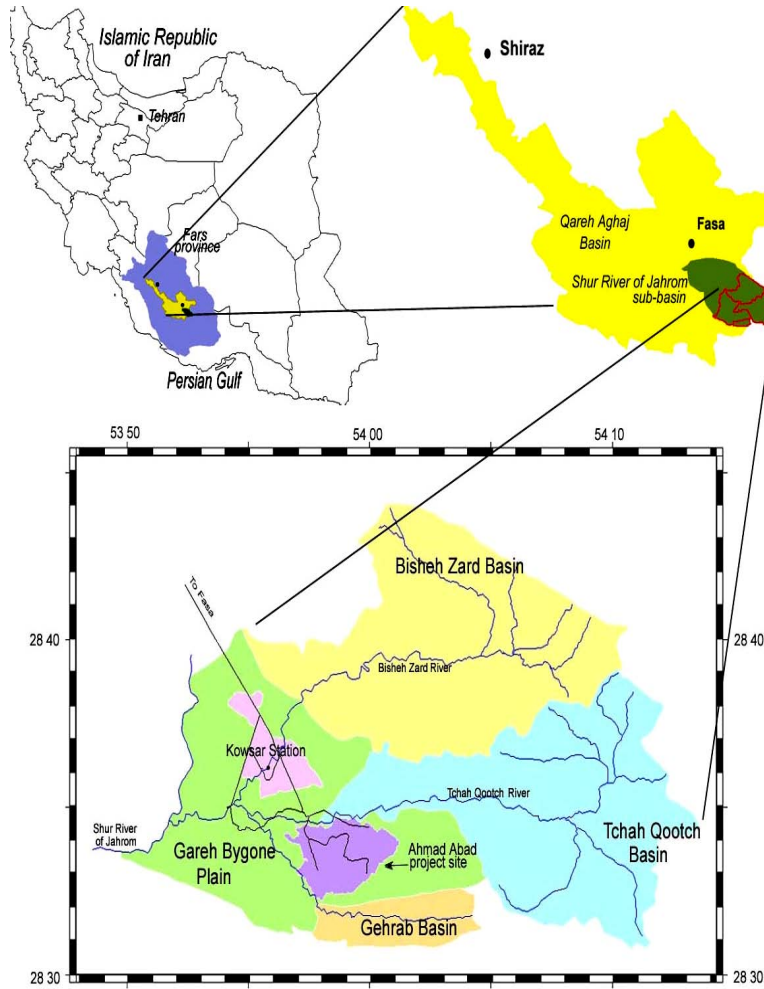 Islamic Republic
of Iran
Tehran
Fars
province
Persian Gulf
Shiraz
Qareh Aghaj
Basin
Fasa
Shur River of Jahrom
sub-basin
53 50
54 00
54 10
Bisheh Zard Basin
To Fasa
28 40
28 40
Bisheh Zard River
Kowsar Station
Tchah Qootch River
Shur River
of Jahrom
Gareh Bygone
Plain
Ahmad Abad
project site
Tchah Qootch
Basin
Gehrab Basin
28 30
28 30